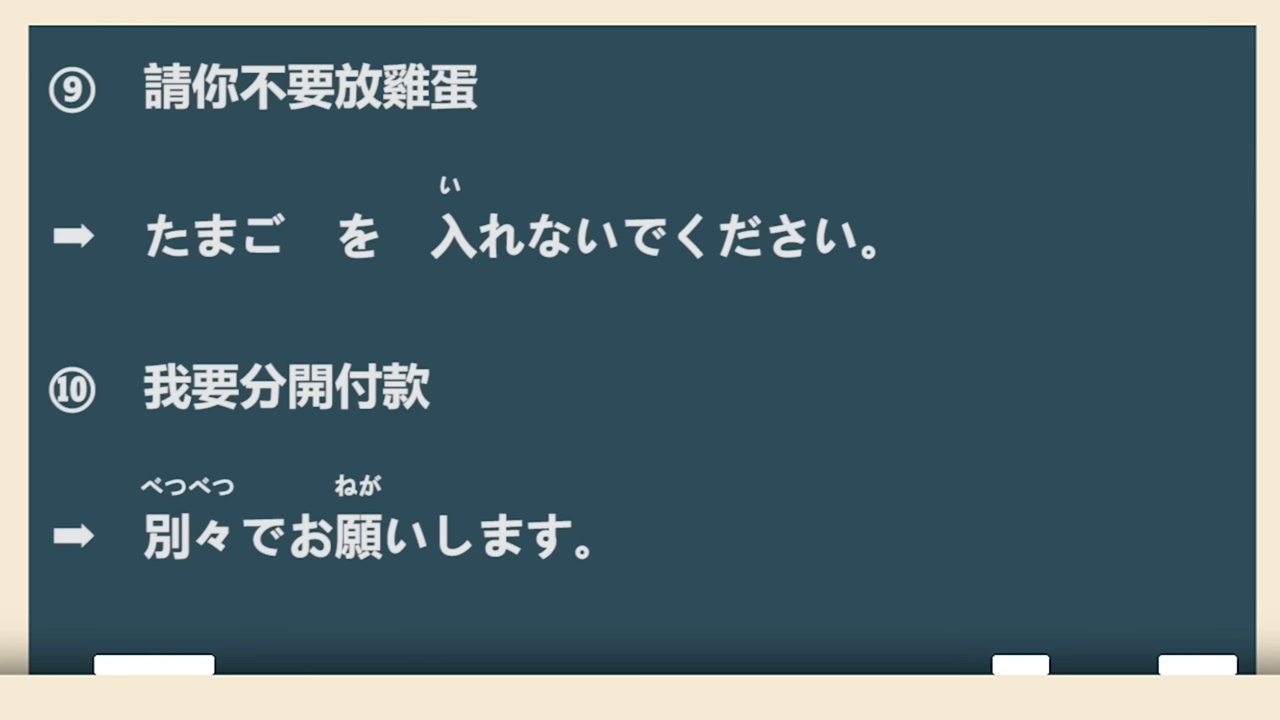 ⑨　請你不要放雞蛋
い
➡　たまご　を　入れないでください。
⑩　我要分開付款
べつべつ　ねが
➡　別々でお願いします。